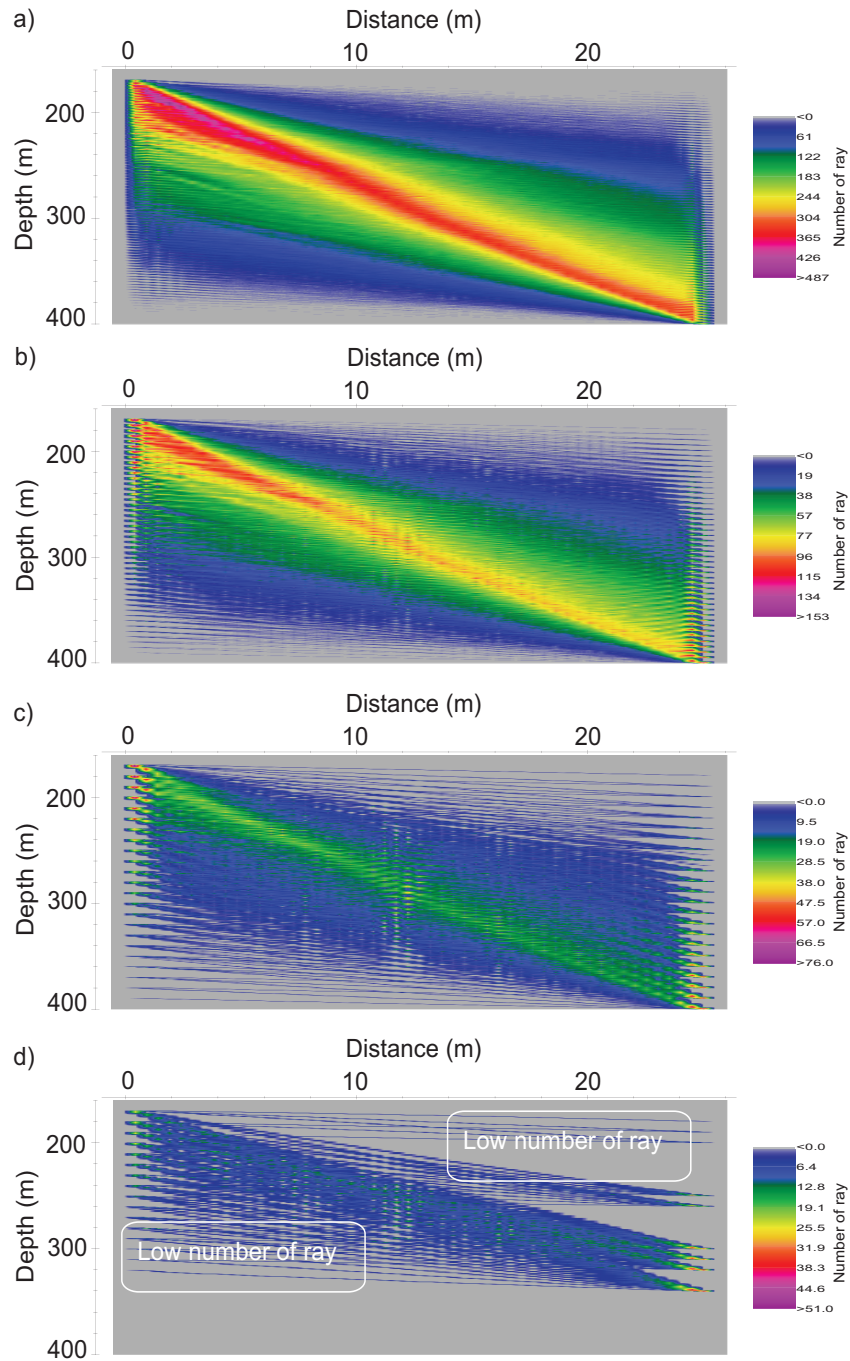 a)
Distance (m)
0 10 20
Depth (m)
200
300
400
<0
61
122
183
244
304
365
426
>487
Number of ray
b)
Distance (m)
0 10 20
Depth (m)
200
300
400
<0
19
38
57
77
96
115
134
>153
Number of ray
c)
Distance (m)
0 10 20
Depth (m)
200
300
400
<0.0
9.5
19.0
28.5
38.0
47.5
57.0
66.5
>76.0
Number of ray
d)
Distance (m)
0 10 20
Depth (m)
200
300
400
Low number of ray
Low number of ray
<0.0
6.4
12.8
19.1
25.5
31.9
38.3
44.6
>51.0
Number of ray